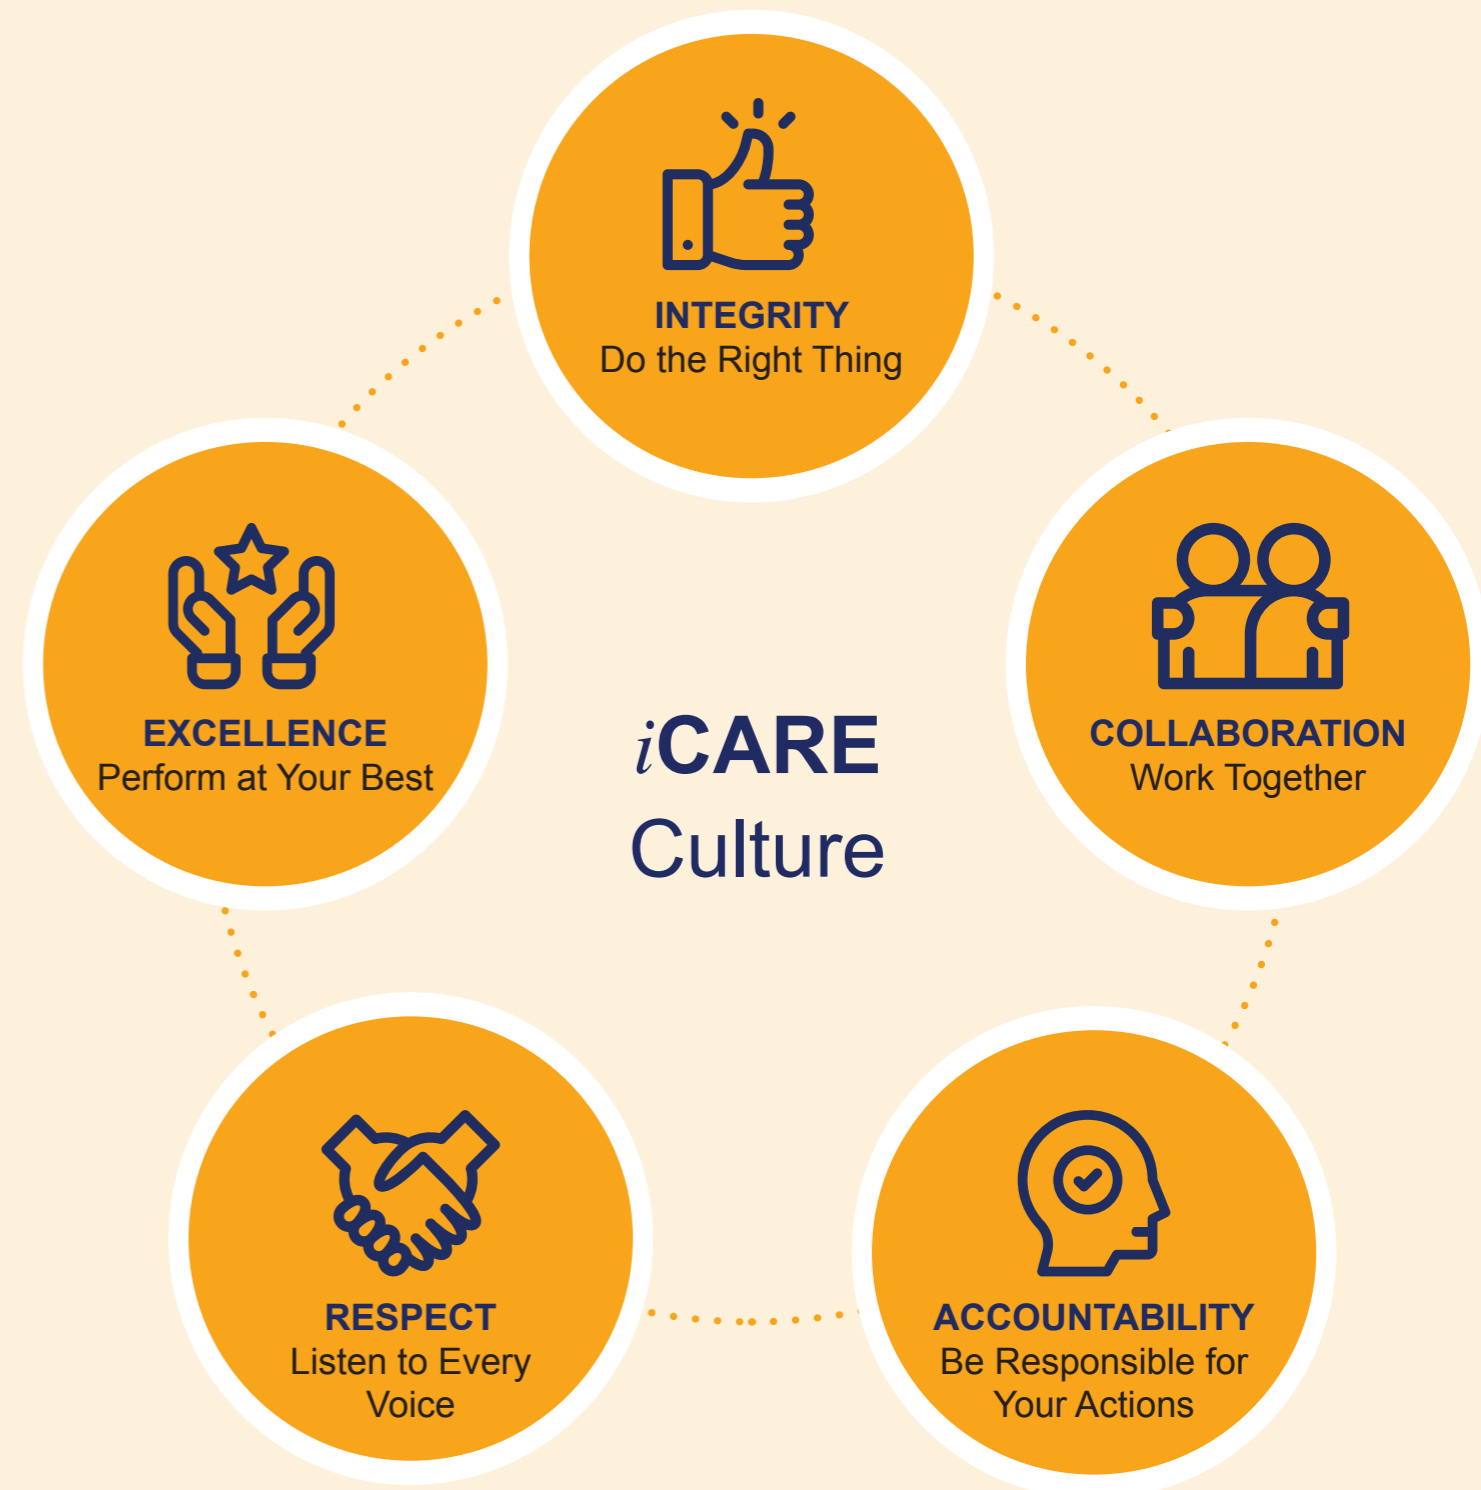 INTEGRITY
Do the Right Thing
EXCELLENCE
Perform at Your Best
iCARE
Culture
COLLABORATION
Work Together
RESPECT
Listen to Every
Voice
ACCOUNTABILITY
Be Responsible for
Your Actions